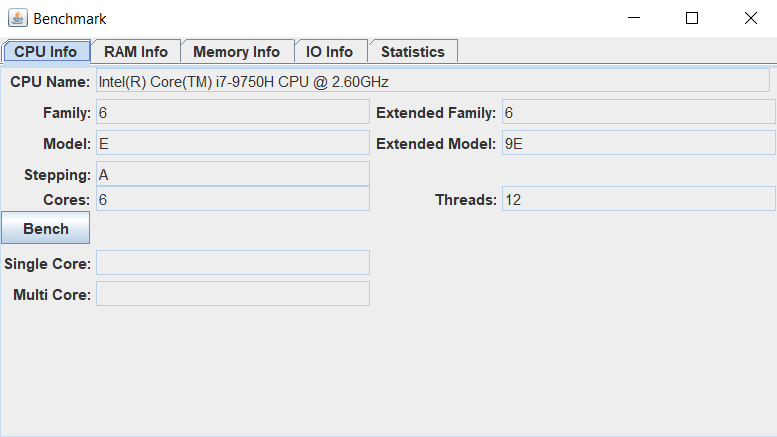 Benchmark
CPU Info RAM Info Memory Info IO Info Statistics
CPU Name: Intel(R) Core(TM) i7-9750H CPU @ 2.60GHz
Family: 6 Extended Family: 6
Model: E Extended Model: 9E
Stepping: A
Cores: 6 Threads: 12
Bench
Single Core:
Multi Core: